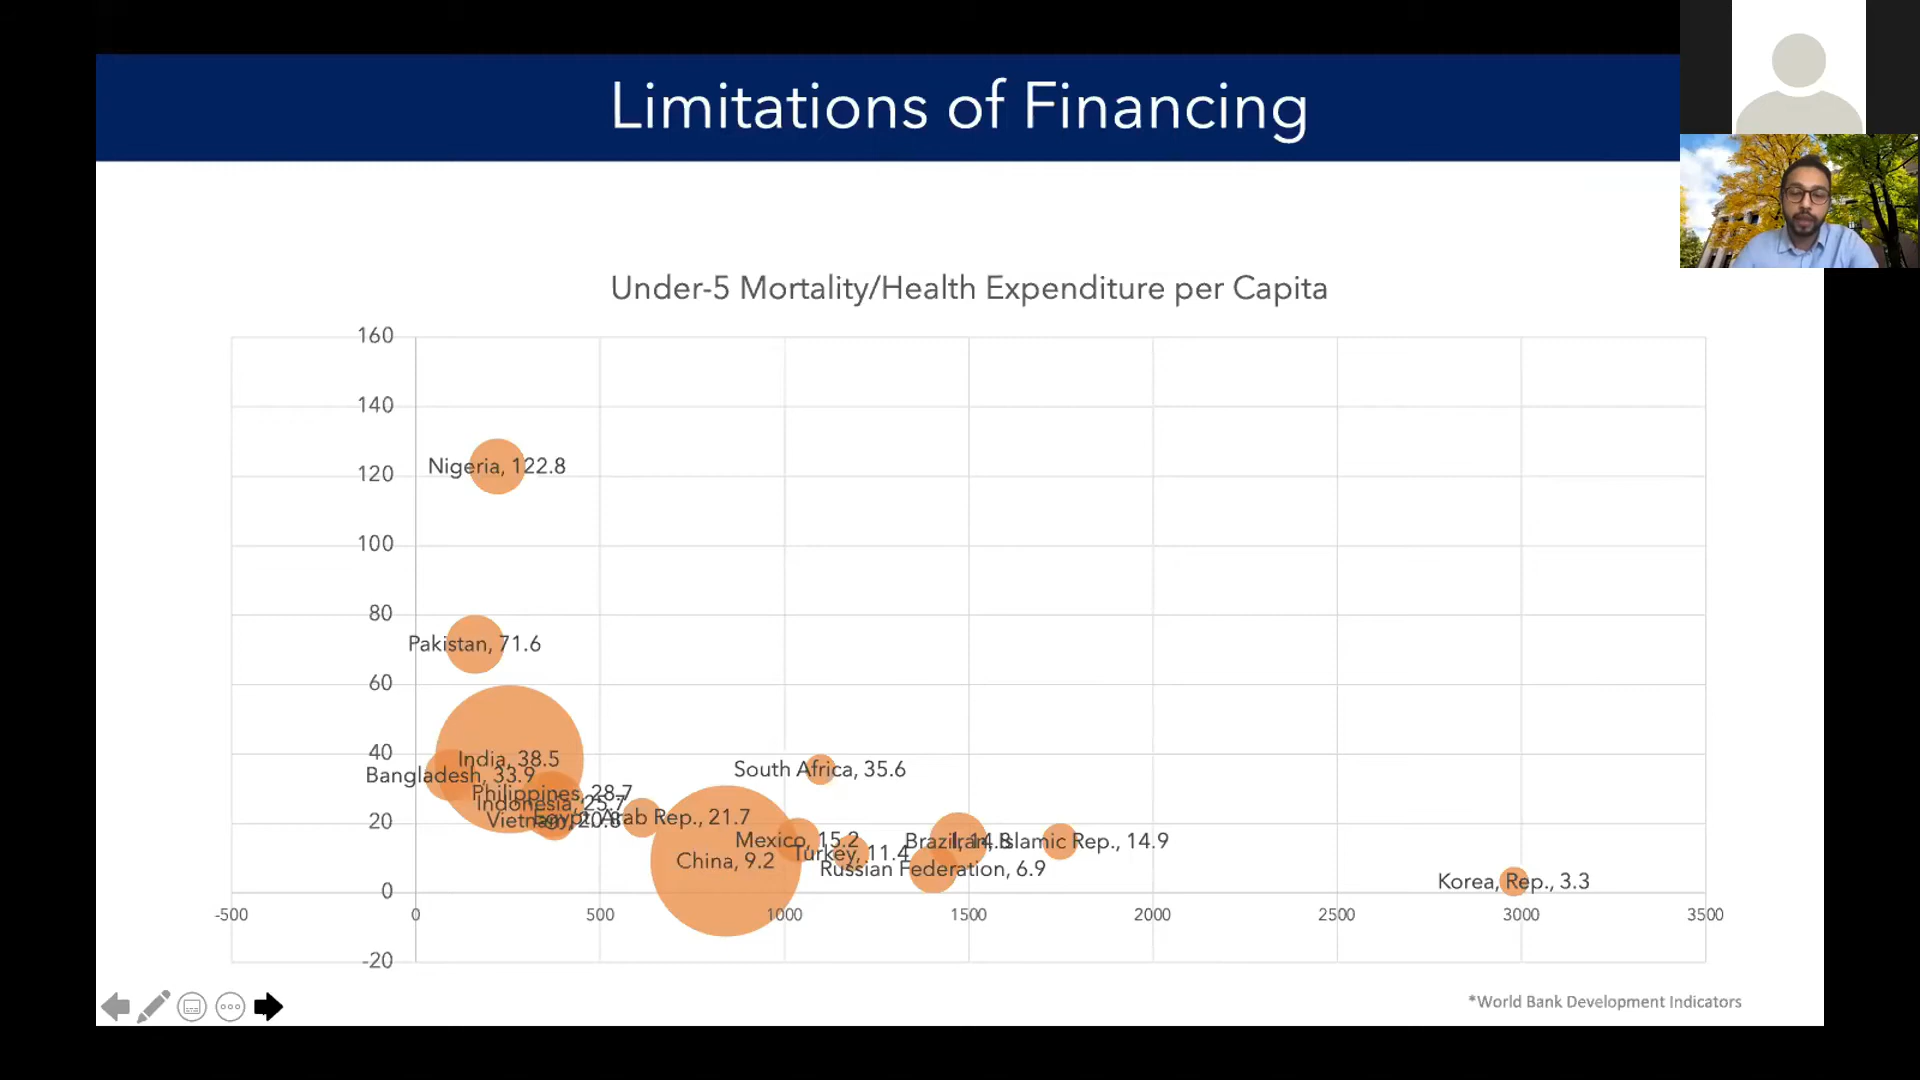 Limitations of Financing
Under-5 Mortality/Health Expenditure per Capita
160
140
120
100
80
60
40
20
0
-20
Nigeria, 122.8
Pakistan, 71.6
India, 38.5
Bangladesh, 33.9
Philippines, 28.7
Indonesia, 25.7
Vietnam, 20.8
Egypt, Arab Rep., 21.7
South Africa, 35.6
Mexico, 15.2
China, 9.2
Turkey, 11.4
Brazil, 14.8
Iran, Islamic Rep., 14.9
Russian Federation, 6.9
Korea, Rep., 3.3
-500 0 500 1000 1500 2000 2500 3000 3500
*World Bank Development Indicators